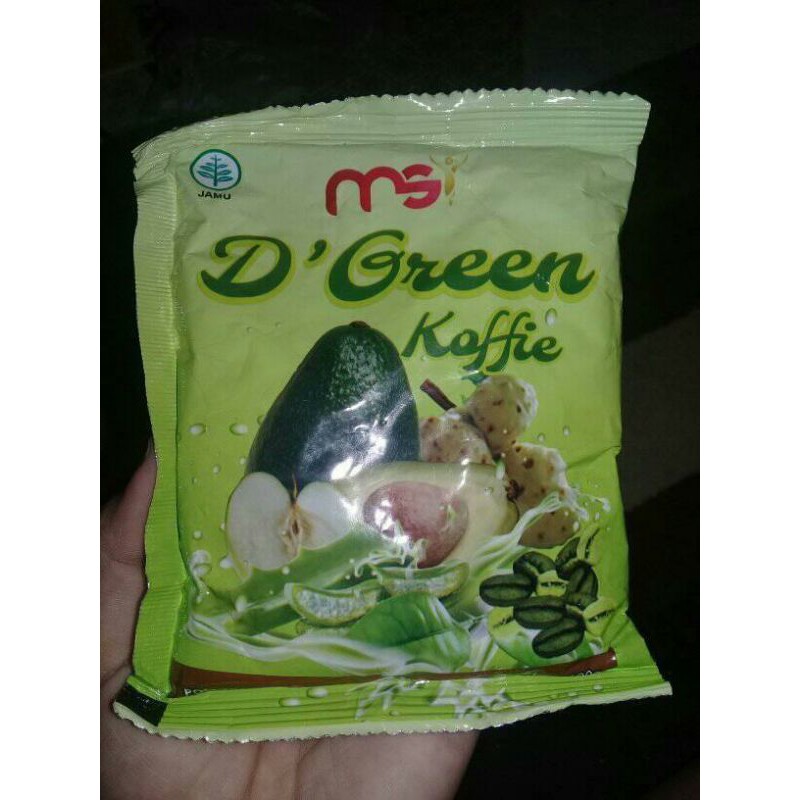 JAMU
msi
D'Green
Koffie